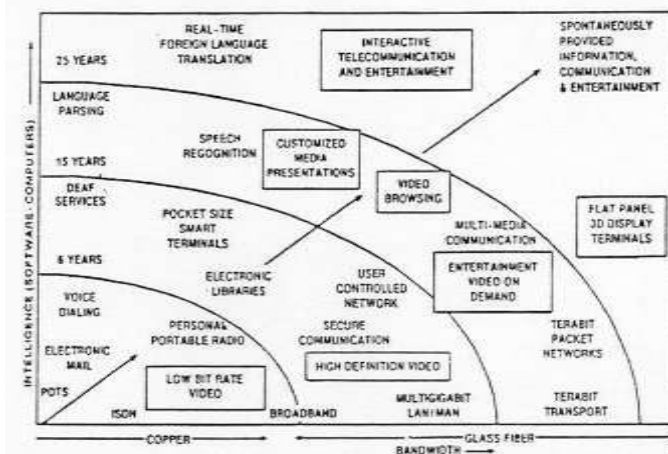 REAL-TIME
FOREIGN LANGUAGE
TRANSLATION
INTERACTIVE
TELECOMMUNICATION
AND ENTERTAINMENT
SPONTANEOUSLY
PROVIDED
INFORMATION,
COMMUNICATION
& ENTERTAINMENT
25 YEARS
LANGUAGE
PARSING
SPEECH
RECOGNITION
CUSTOMIZED
MEDIA
PRESENTATIONS
15 YEARS
DEAF
SERVICES
VIDEO
BROWSING
POCKET SIZE
SMART
TERMINALS
MULTI-MEDIA
COMMUNICATION
FLAT PANEL
3D DISPLAY
TERMINALS
6 YEARS
ELECTRONIC
LIBRARIES
USER
CONTROLLED
NETWORK
ENTERTAINMENT
VIDEO ON
DEMAND
VOICE
DIALING
PERSONAL
PORTABLE RADIO
SECURE
COMMUNICATION
TERABIT
PACKET
NETWORKS
ELECTRONIC
MAIL
LOW BIT RATE
VIDEO
HIGH DEFINITION VIDEO
POTS
ISDN
BROADBAND
MULTIGIGABIT
LAN/MAN
TERABIT
TRANSPORT
COPPER
GLASS FIBER
BANDWIDTH
INTELLIGENCE (SOFTWARE-COMPUTERS)